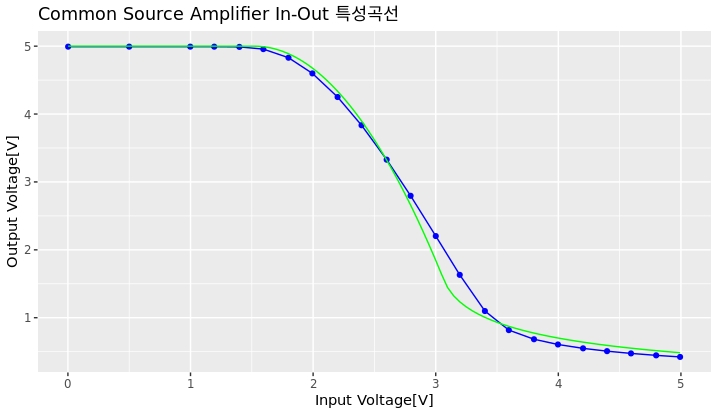 Common Source Amplifier In-Out 특성곡선
5
4
3
2
1
Output Voltage[V]
0 1 2 3 4 5
Input Voltage[V]